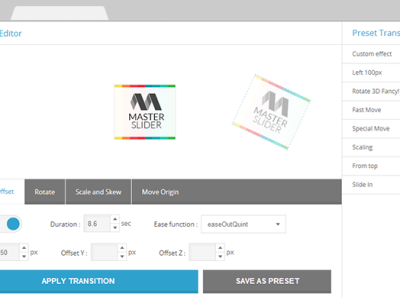 Editor
Preset Trans
Custom effect
Left 100px
Rotate 3D Fancy!
Fast Move
Special Move
Scaling
From top
Slide In
MASTER
SLIDER
MASTER
SLIDER
ffset
Rotate
Scale and Skew
Move Origin
Duration : 0.6 sec
Ease function : easeOutQuint
50 px
Offset Y : px
Offset Z : px
APPLY TRANSITION
SAVE AS PRESET